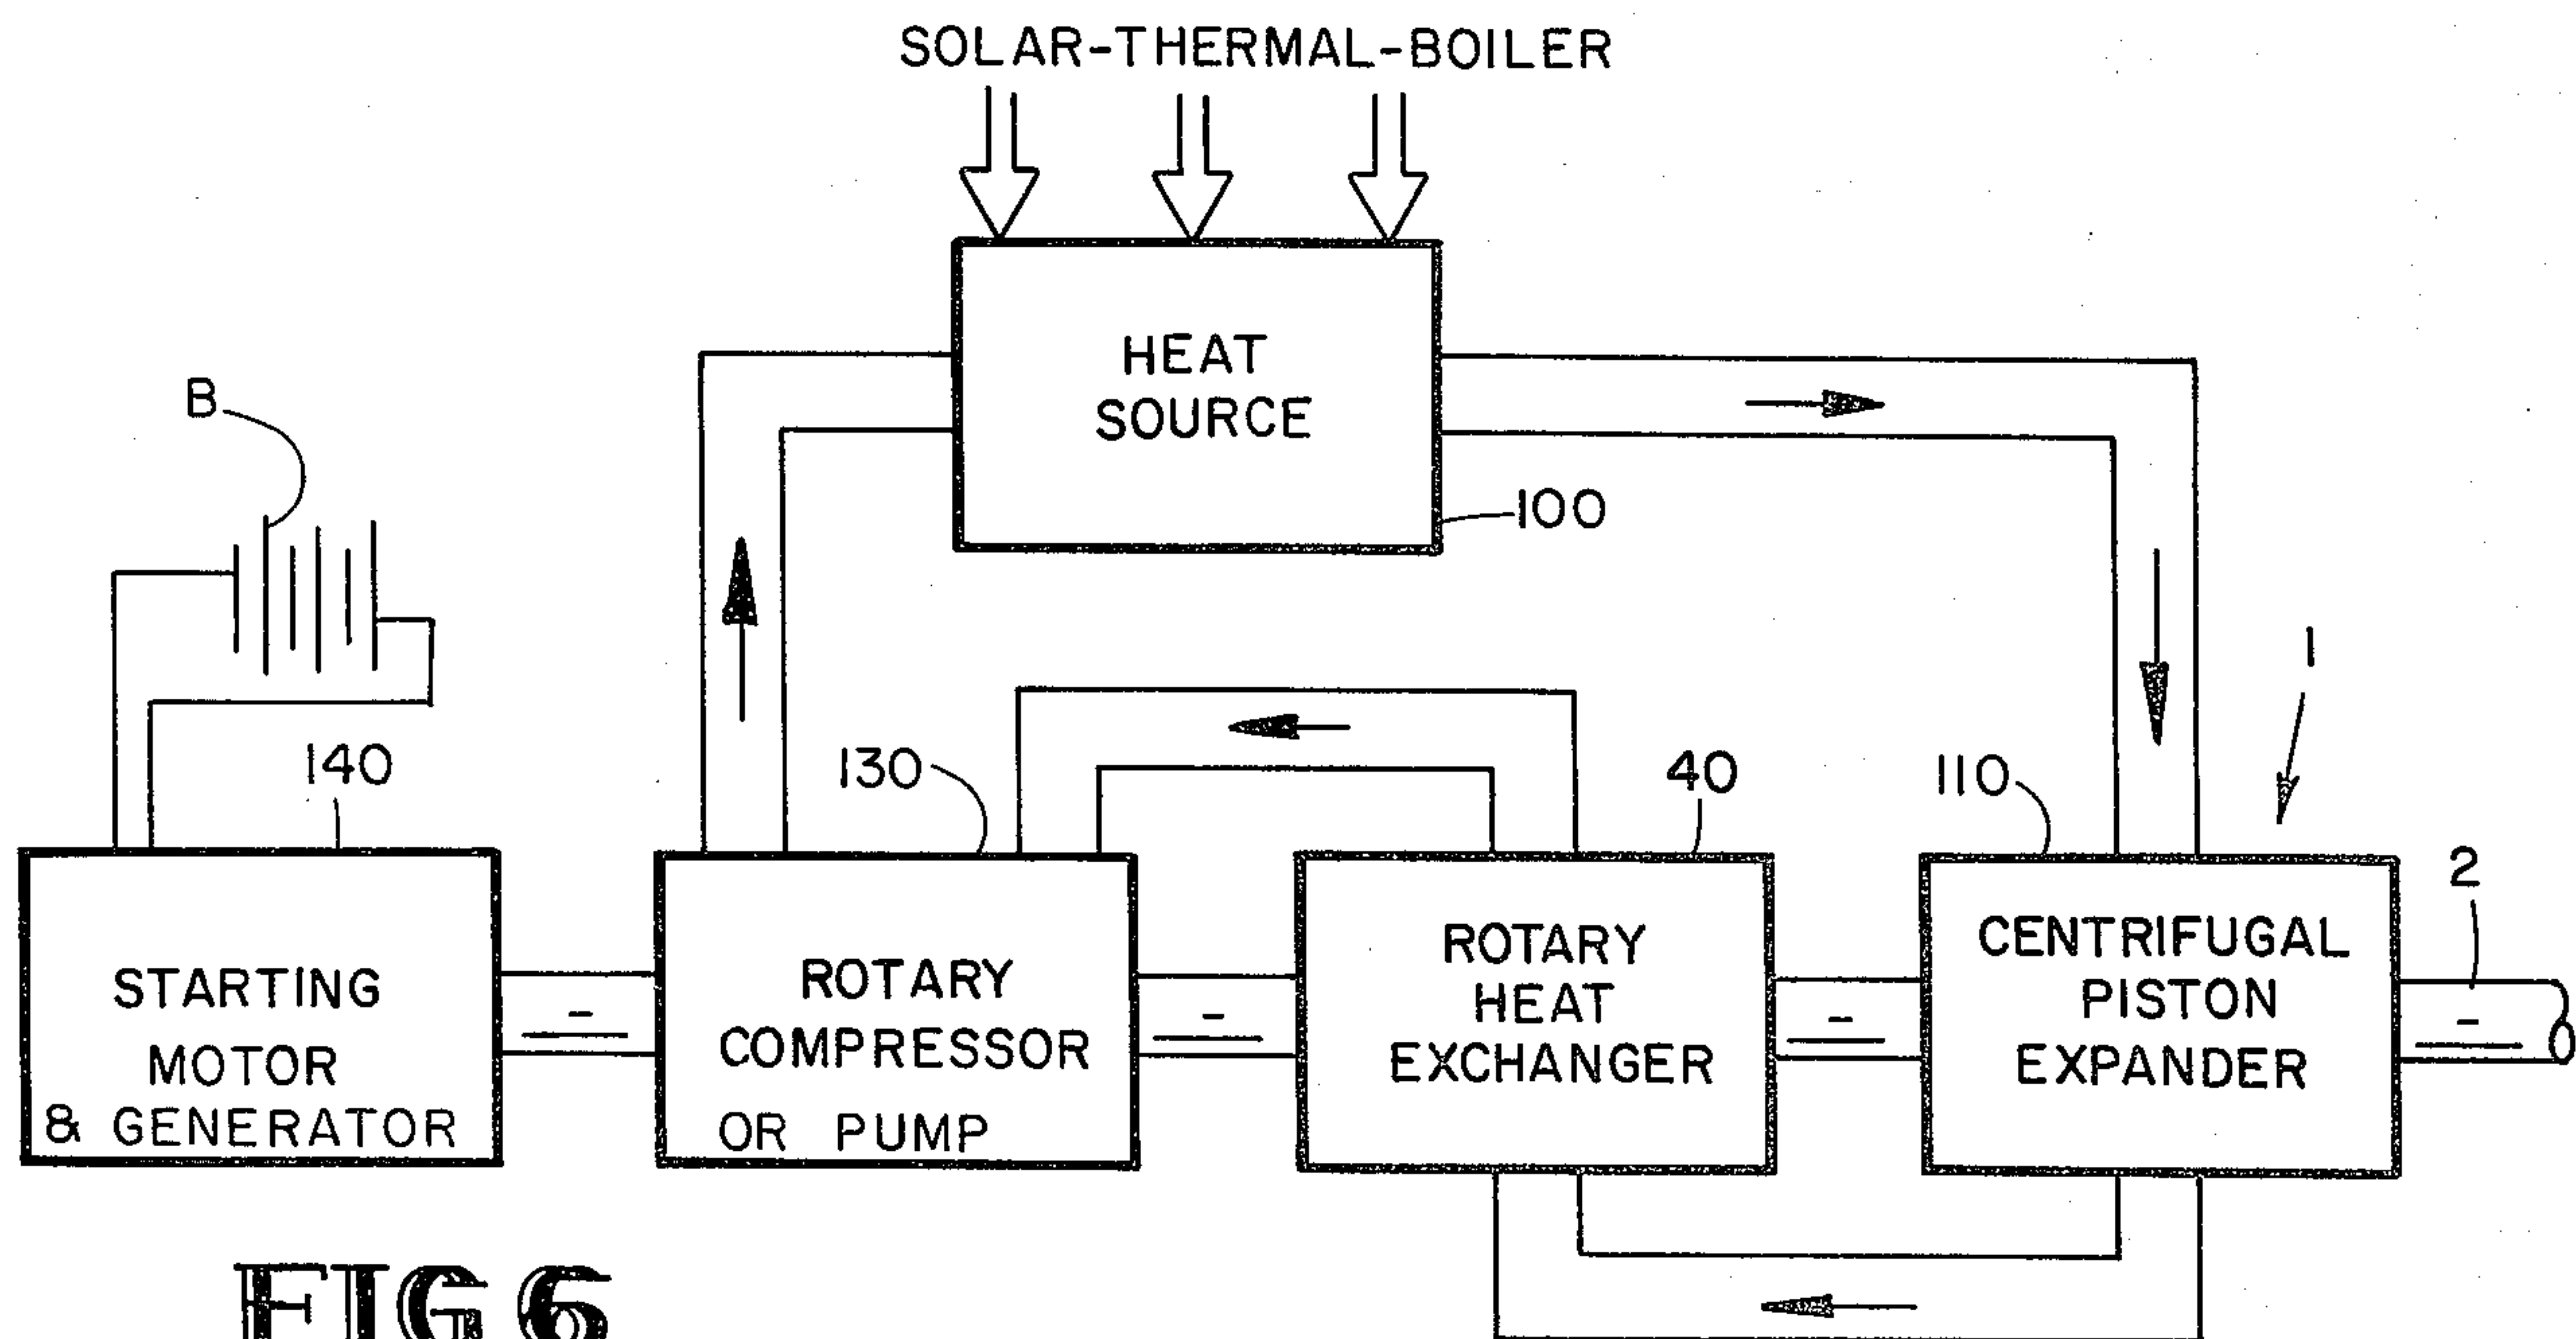 SOLAR-THERMAL-BOILER
HEAT
SOURCE
100
B
140
130
40
110
1
2
STARTING
MOTOR
& GENERATOR
ROTARY
COMPRESSOR
OR PUMP
ROTARY
HEAT
EXCHANGER
CENTRIFUGAL
PISTON
EXPANDER
FIG 6